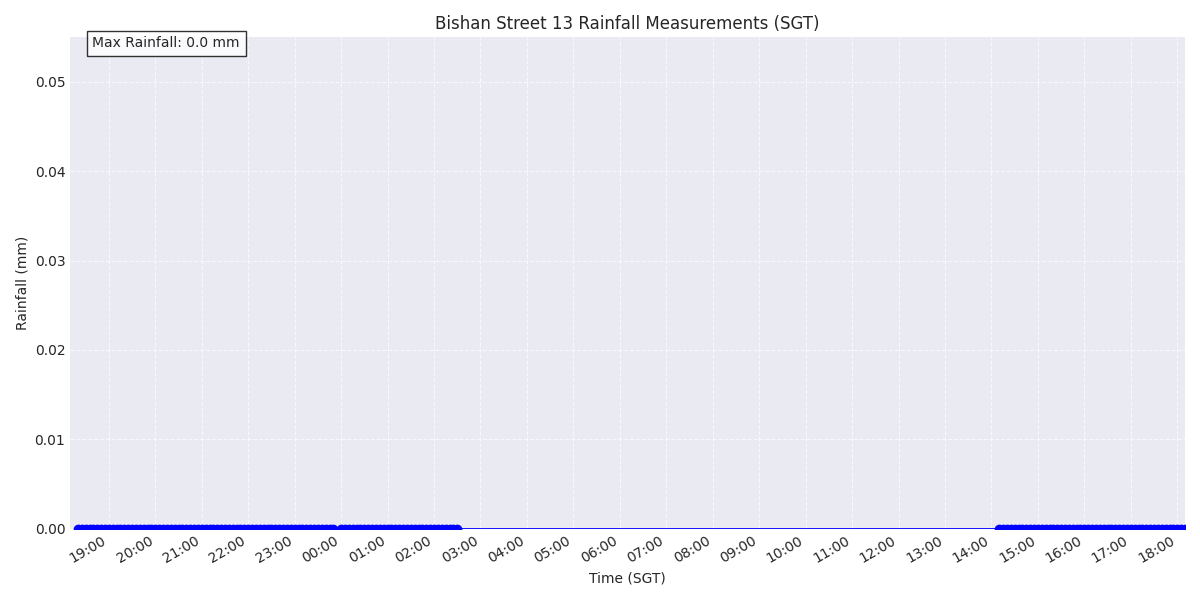 Bishan Street 13 Rainfall Measurements (SGT)
Max Rainfall: 0.0 mm
0.05
0.04
0.03
0.02
0.01
0.00
Rainfall (mm)
19:00 20:00 21:00 22:00 23:00 00:00 01:00 02:00 03:00 04:00 05:00 06:00 07:00 08:00 09:00 10:00 11:00 12:00 13:00 14:00 15:00 16:00 17:00 18:00
Time (SGT)